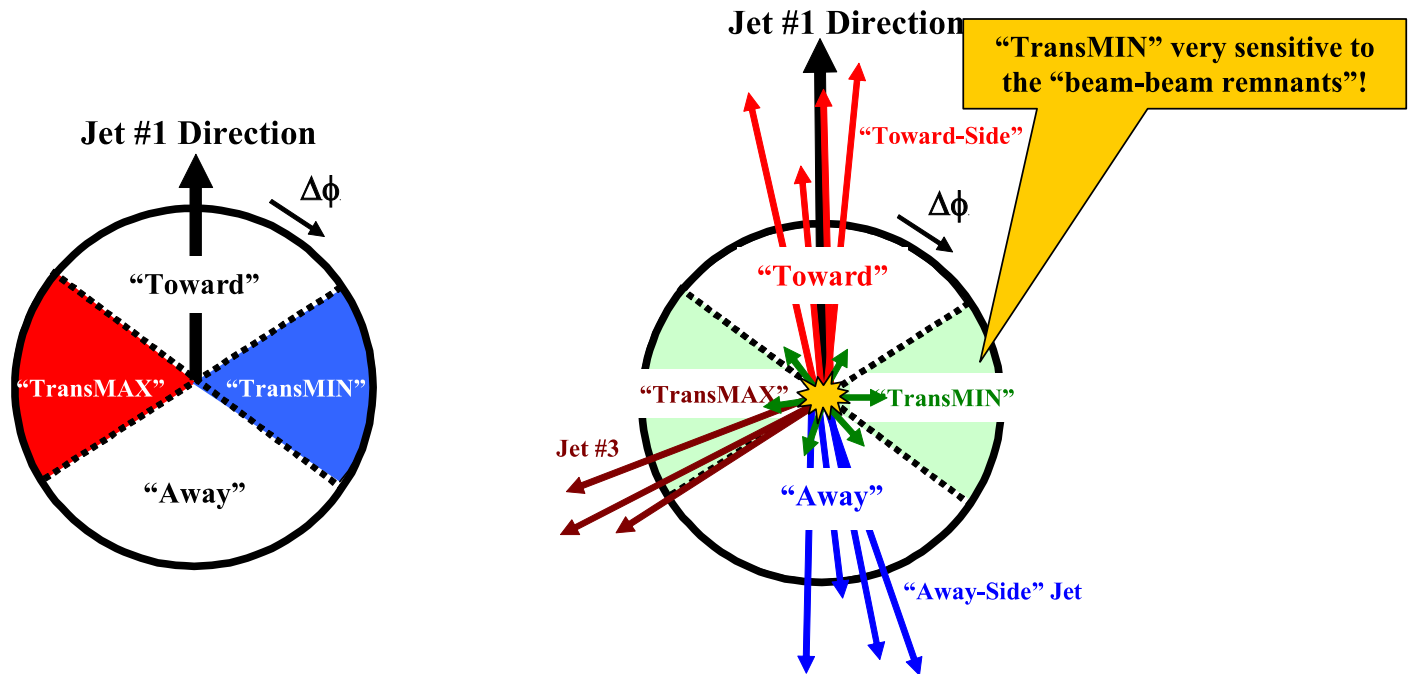 Jet #1 Direction
Δϕ
“Toward”
“TransMAX”
“TransMIN”
“Away”
Jet #1 Direction
“TransMIN” very sensitive to
the “beam-beam remnants”!
“Toward-Side”
Δϕ
“Toward”
“TransMAX”
“TransMIN”
Jet #3
“Away”
“Away-Side” Jet